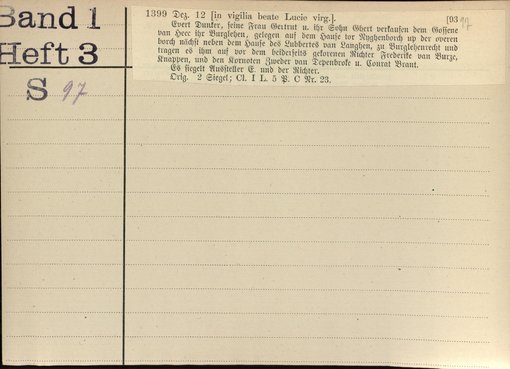 Band 1
Heft 3
S 97
1399 Dez. 12 [in vigilia beate Lucie virg.]. [93 97
Evert Dunker, seine Frau Gertrut u. ihr Sohn Ghert verkaufen dem Gossene
van Heec ihr Burglehen, gelegen auf dem Hause tor Nyghenborch up der overen
borch nächst neben dem Hause des Lubbertes van Langhen, zu Burglehenrecht und
tragen es ihm auf vor dem beiderseits gekorenen Richter Frederike van Burze,
Knappen, und den Kornoten Zweder van Depenbroke u. Conrat Brant.
Es siegelt Aussteller E. und der Richter.
Orig. 2 Siegel; Cl. I L. 5 P. C Nr. 23.